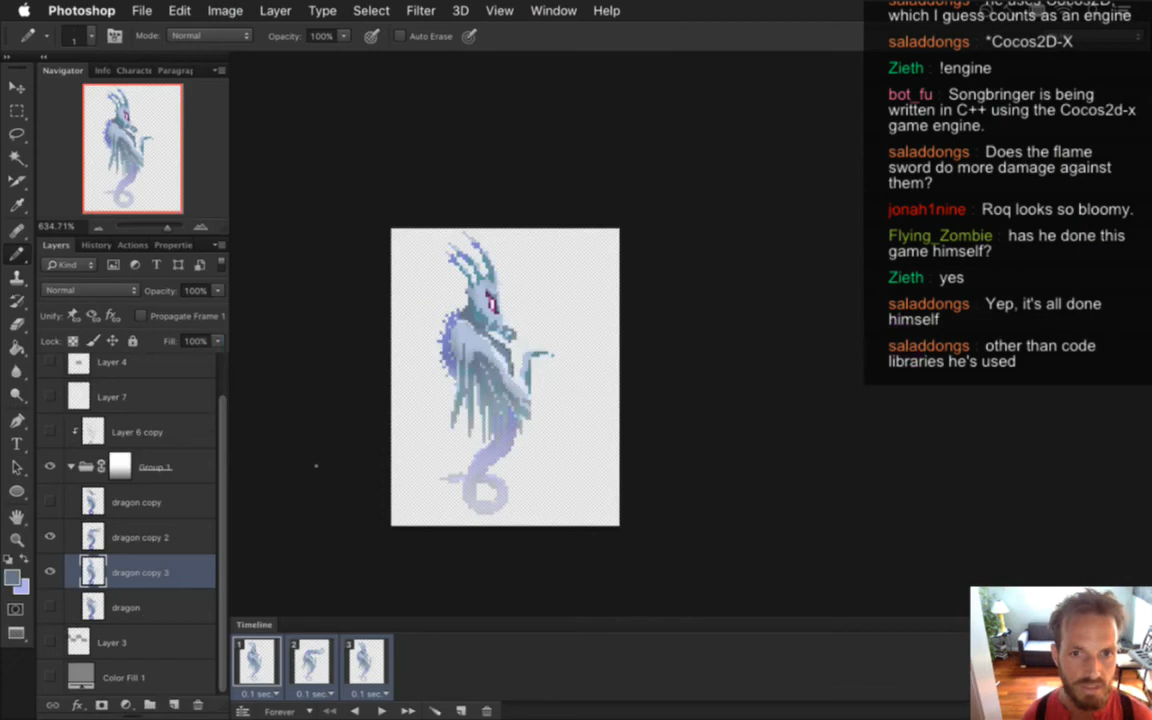 Photoshop File Edit Image Layer Type Select Filter 3D View Window Help
1 Mode: Normal Opacity: 100% Auto Erase
Navigator Info Characte Paragrap
634.71%
Layers History Actions Propertie
Kind
Normal Opacity: 100%
Unify: Propagate Frame 1
Lock: Fill: 100%
Layer 4
Layer 7
Layer 6 copy
Group 1
dragon copy
dragon copy 2
dragon copy 3
dragon
Layer 3
Color Fill 1
Timeline
1 2 3
0.1 sec. 0.1 sec. 0.1 sec.
Forever
which I guess counts as an engine
saladdongs : *Cocos2D-X
Zieth : !engine
bot_fu : Songbringer is being
written in C++ using the Cocos2d-x
game engine.
saladdongs : Does the flame
sword do more damage against
them?
jonah1nine : Roq looks so bloomy.
Flying_Zombie : has he done this
game himself?
Zieth : yes
saladdongs : Yep, it's all done
himself
saladdongs : other than code
libraries he's used